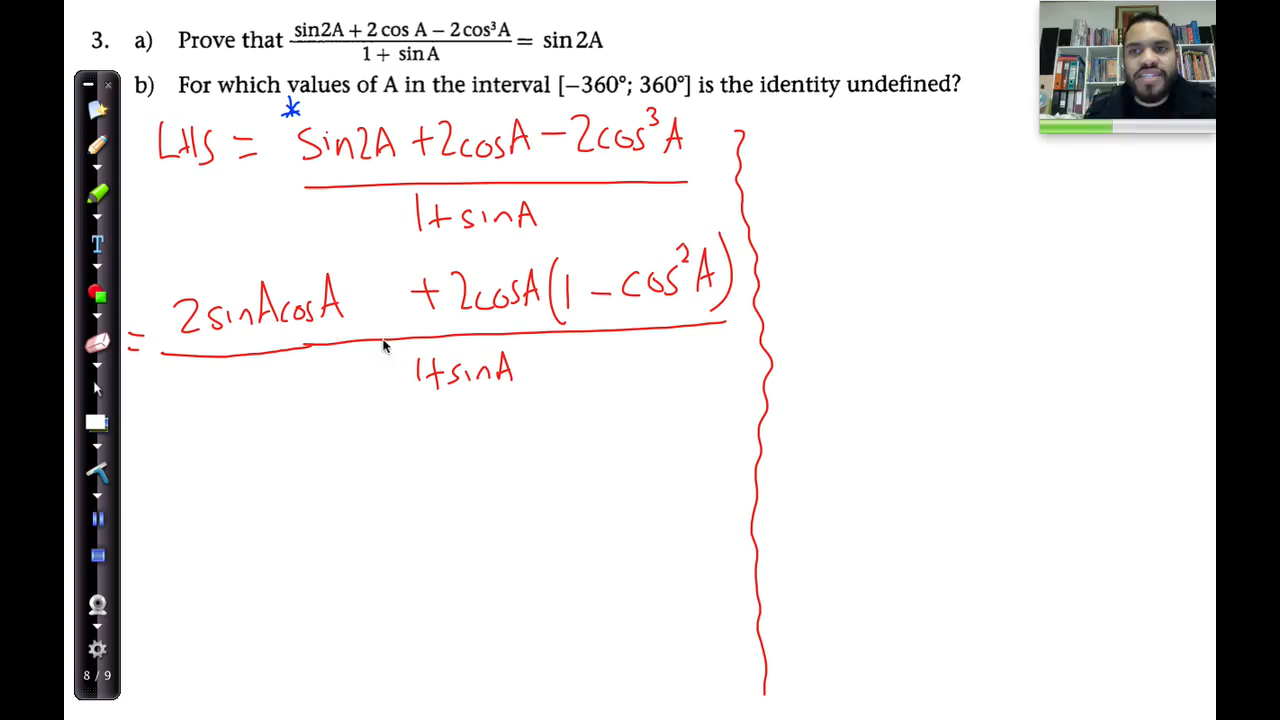 3. a) Prove that (sin2A + 2 cos A − 2 cos³A)/(1 + sin A) = sin 2A
b) For which values of A in the interval [−360°; 360°] is the identity undefined?
*
LHS = (sin2A + 2cosA − 2cos³A)/(1+sinA)
= (2sinAcosA + 2cosA(1 − cos²A))/(1+sinA)
T
8 / 9